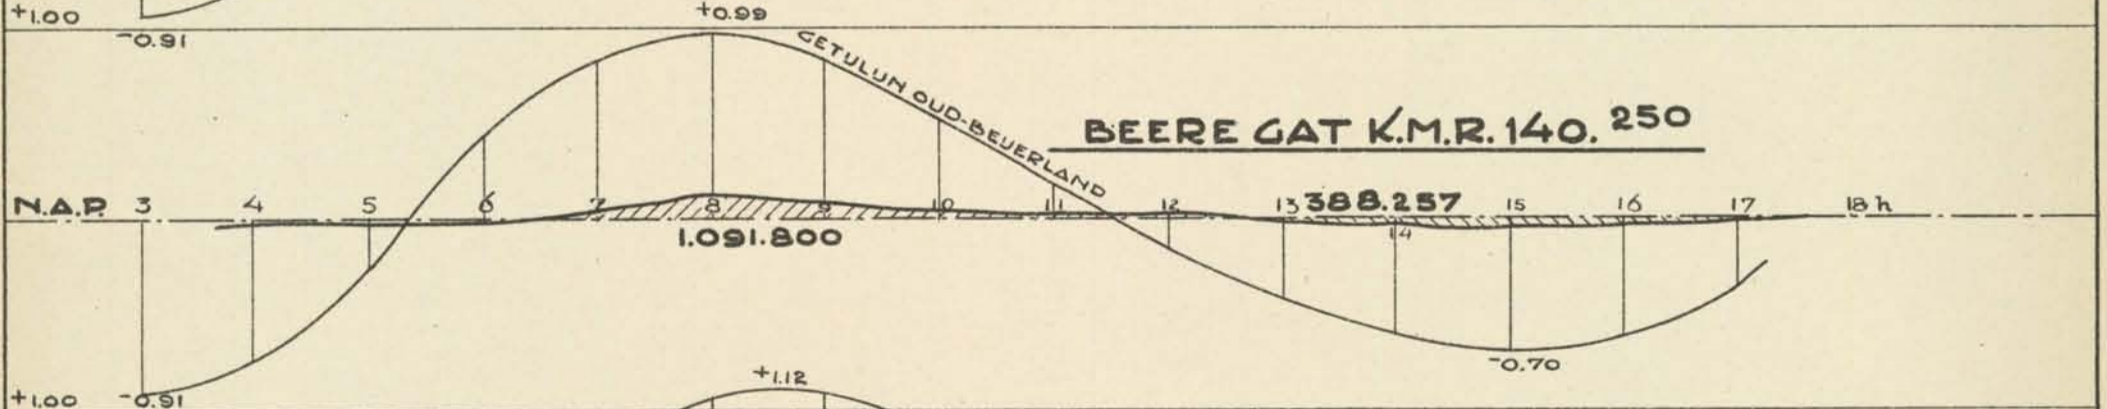 +1.00
-0.91
+0.99
GETULIJN OUD-BEIJERLAND
BEERE GAT K.M.R. 140.250
N.A.P. 3 4 5 6 7 8 9 10 11 12 13 388.257 15 16 17 18 h
14
1.091.800
-0.70
+1.12
+1.00 -0.91